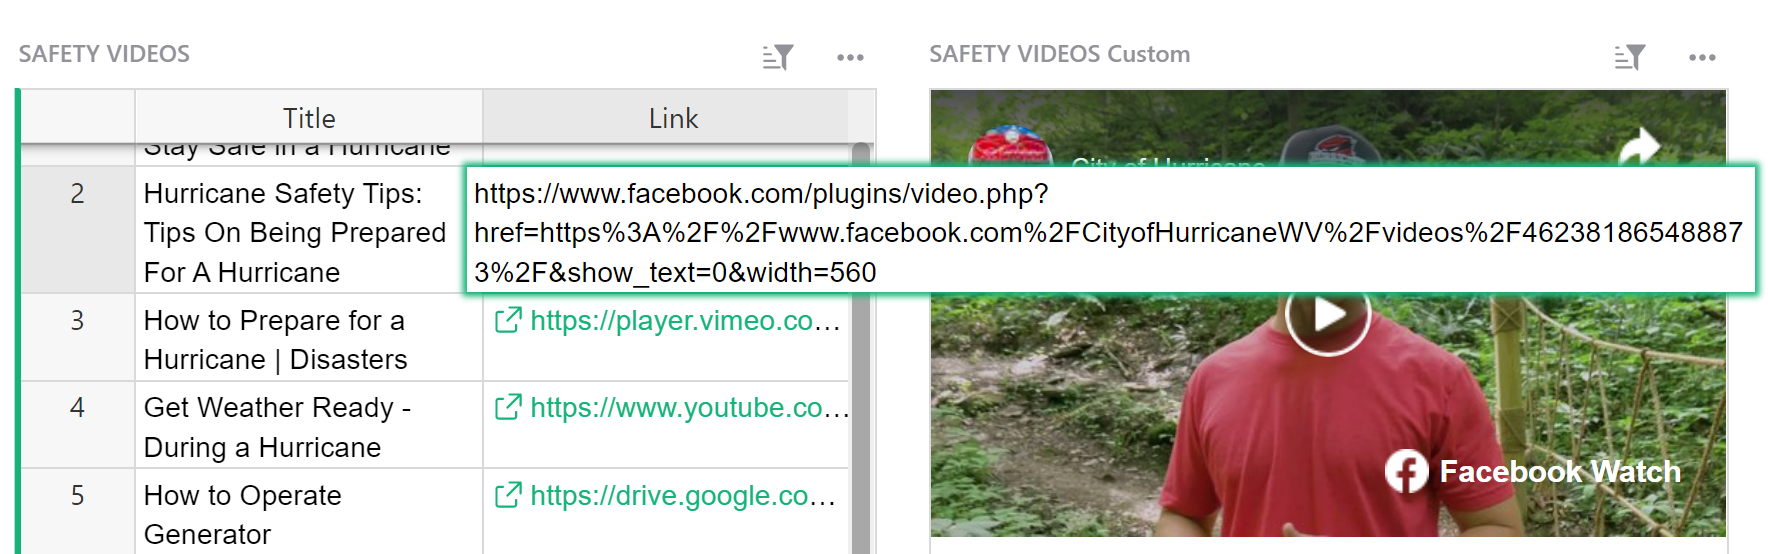 SAFETY VIDEOS
Title
Link
Stay Safe in a Hurricane
2
Hurricane Safety Tips:
Tips On Being Prepared
For A Hurricane
https://www.facebook.com/plugins/video.php?
href=https%3A%2F%2Fwww.facebook.com%2FCityofHurricaneWV%2Fvideos%2F46238186548887
3%2F&show_text=0&width=560
3
How to Prepare for a
Hurricane | Disasters
https://player.vimeo.co…
4
Get Weather Ready -
During a Hurricane
https://www.youtube.co…
5
How to Operate
Generator
https://drive.google.co…
SAFETY VIDEOS Custom
City of Hurricane
Facebook Watch